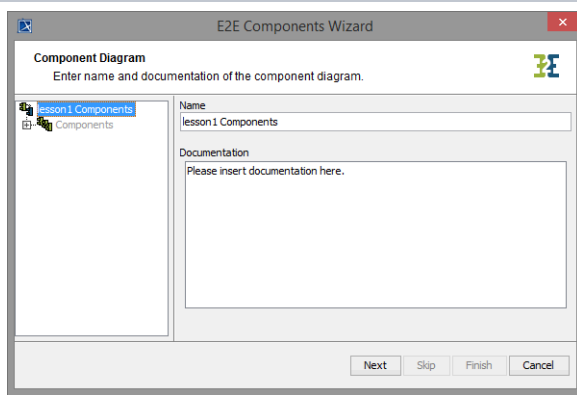 E2E Components Wizard
Component Diagram
Enter name and documentation of the component diagram.
E2E
lesson1 Components
Components
Name
lesson1 Components
Documentation
Please insert documentation here.
Next Skip Finish Cancel